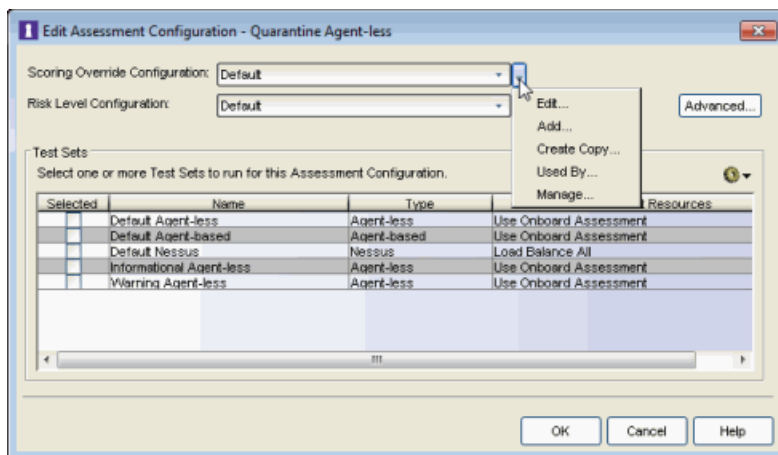 Edit Assessment Configuration - Quarantine Agent-less
Scoring Override Configuration: Default
Risk Level Configuration: Default
Advanced...
Edit...
Add...
Create Copy...
Used By...
Manage...
Test Sets
Select one or more Test Sets to run for this Assessment Configuration.
Selected Name Type Resources
Default Agent-less Agent-less Use Onboard Assessment
Default Agent-based Agent-based Use Onboard Assessment
Default Nessus Nessus Load Balance All
Informational Agent-less Agent-less Use Onboard Assessment
Warning Agent-less Agent-less Use Onboard Assessment
OK Cancel Help